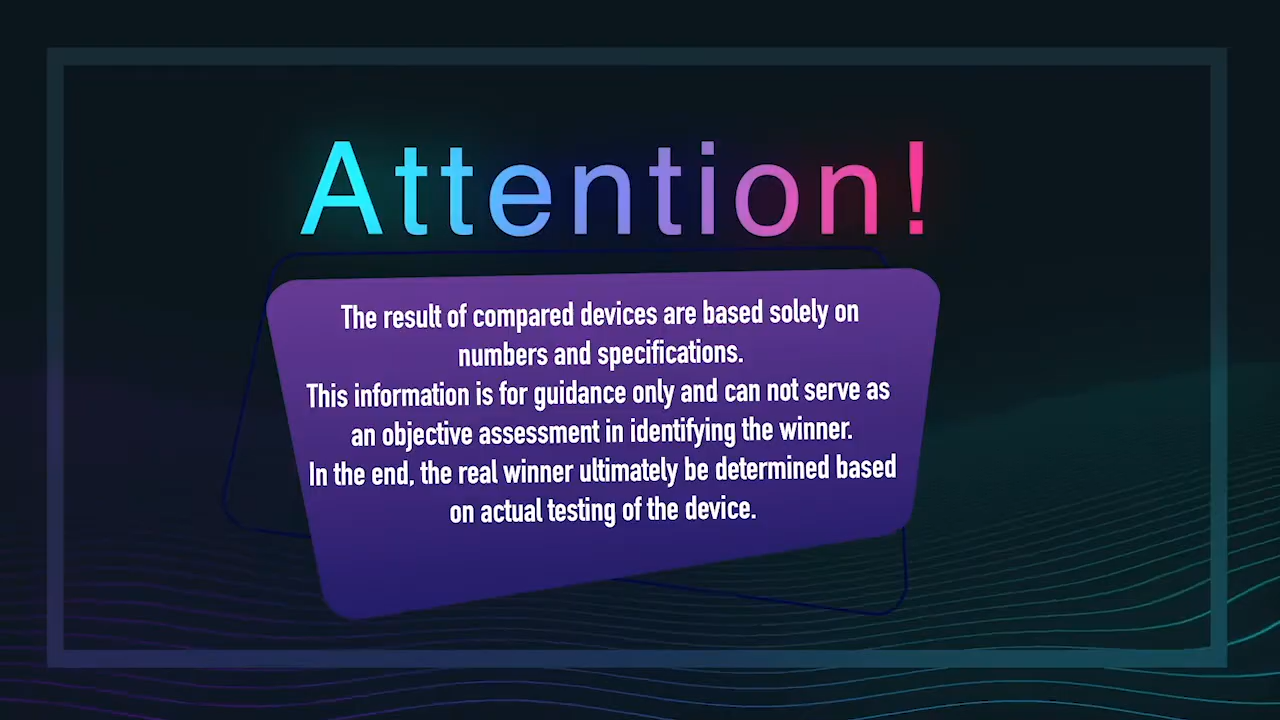 Attention!
The result of compared devices are based solely on
numbers and specifications.
This information is for guidance only and can not serve as
an objective assessment in identifying the winner.
In the end, the real winner ultimately be determined based
on actual testing of the device.